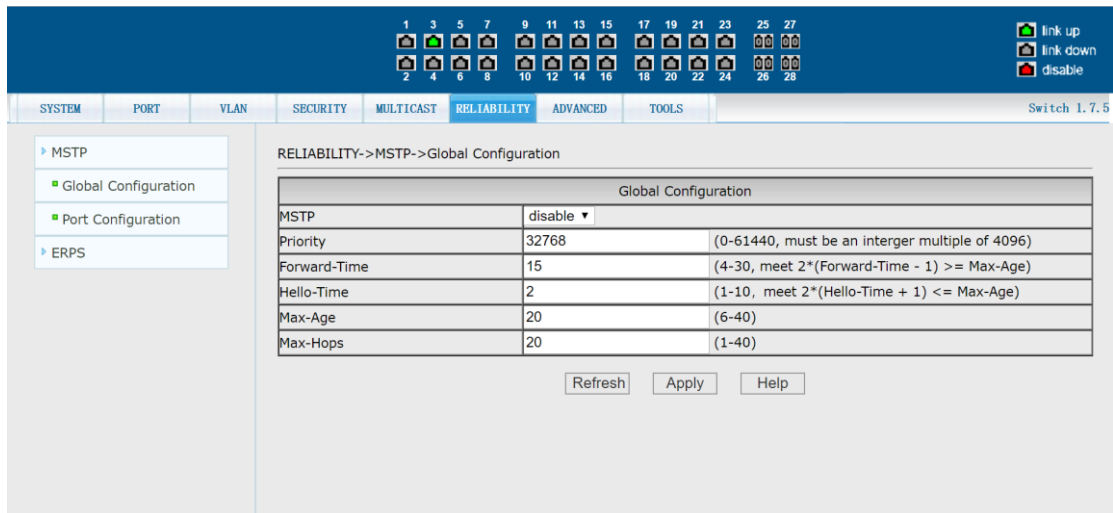 1 3 5 7 9 11 13 15 17 19 21 23 25 27
2 4 6 8 10 12 14 16 18 20 22 24 26 28
link up
link down
disable
SYSTEM PORT VLAN SECURITY MULTICAST RELIABILITY ADVANCED TOOLS Switch 1.7.5
MSTP
Global Configuration
Port Configuration
ERPS
RELIABILITY->MSTP->Global Configuration
Global Configuration
MSTP disable
Priority 32768 (0-61440, must be an interger multiple of 4096)
Forward-Time 15 (4-30, meet 2*(Forward-Time - 1) >= Max-Age)
Hello-Time 2 (1-10, meet 2*(Hello-Time + 1) <= Max-Age)
Max-Age 20 (6-40)
Max-Hops 20 (1-40)
Refresh Apply Help